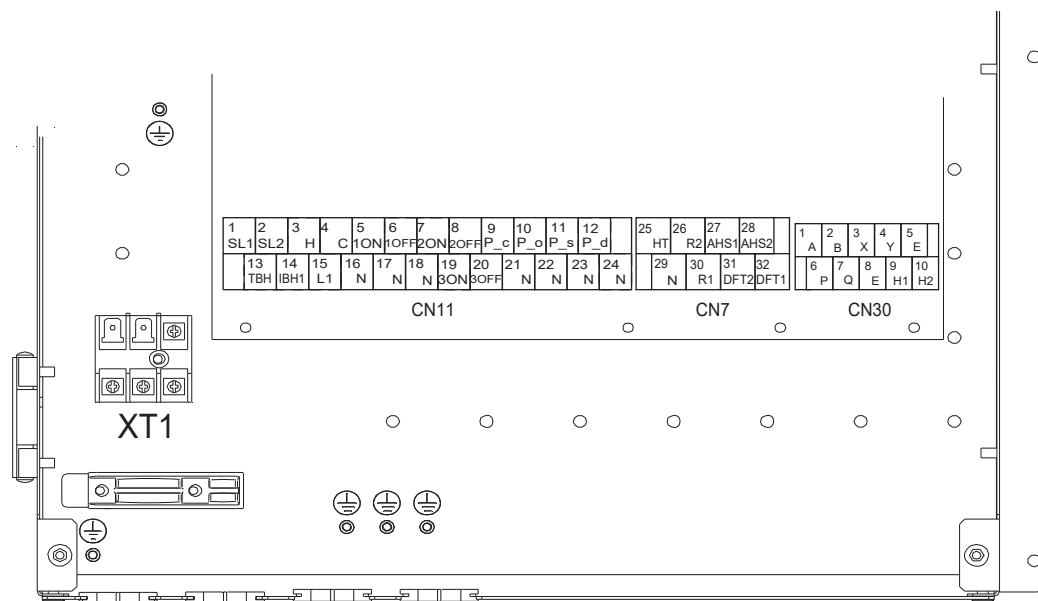 1 2 3 4 5 6 7 8 9 10 11 12
SL1 SL2 H C 1ON 1OFF 2ON 2OFF P_c P_o P_s P_d
13 14 15 16 17 18 19 20 21 22 23 24
TBH IBH1 L1 N N N 3ON 3OFF N N N N
CN11
25 26 27 28
HT R2 AHS1 AHS2
29 30 31 32
N R1 DFT2 DFT1
CN7
1 2 3 4 5
A B X Y E
6 7 8 9 10
P Q E H1 H2
CN30
XT1